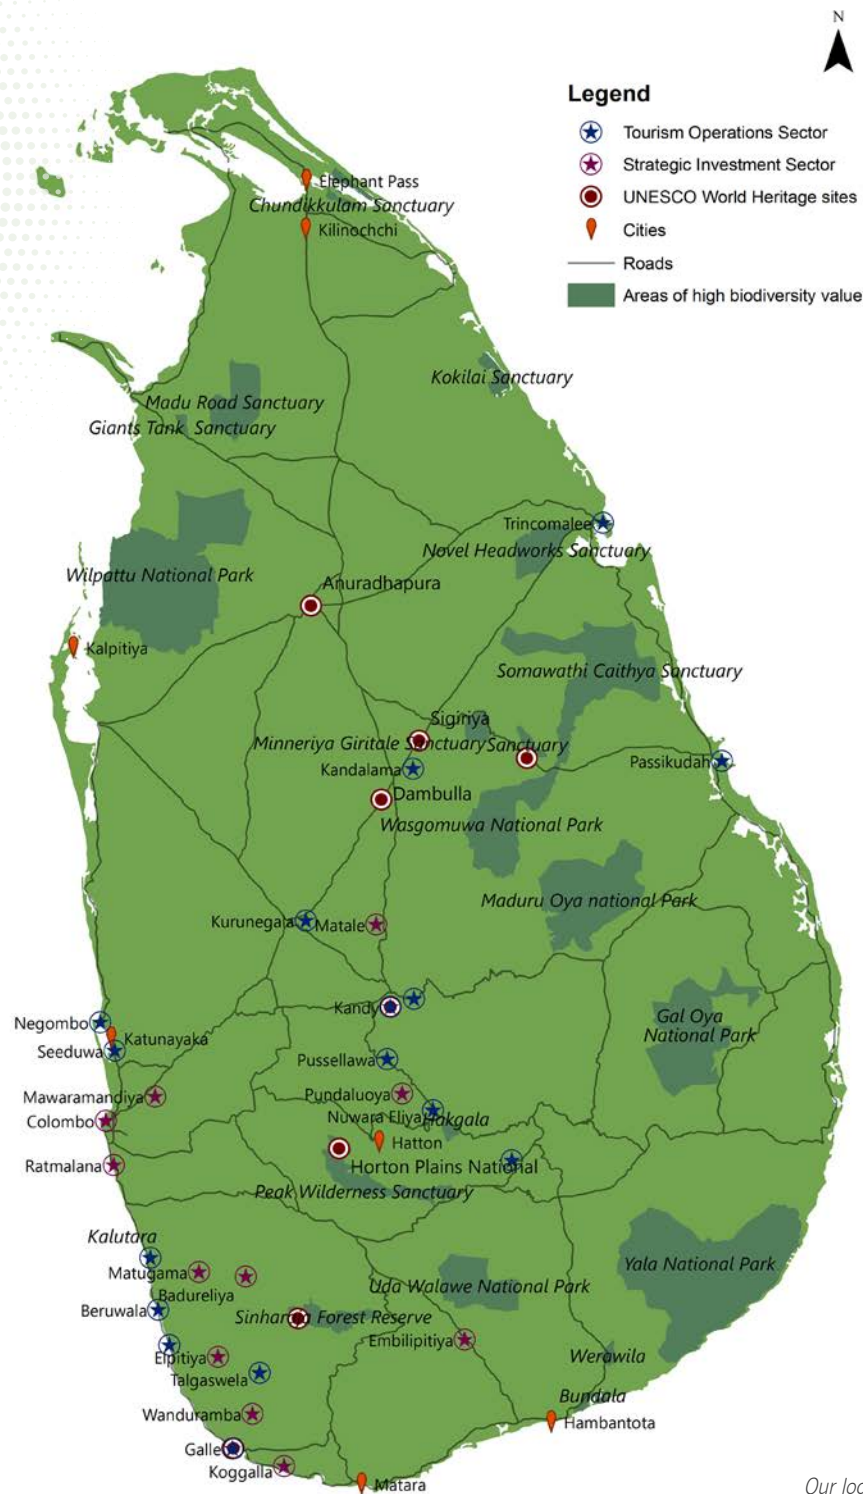 N
Legend
Tourism Operations Sector
Strategic Investment Sector
UNESCO World Heritage sites
Cities
Roads
Areas of high biodiversity value
Elephant Pass
Chundikkulam Sanctuary
Kilinochchi
Kokilai Sanctuary
Madu Road Sanctuary
Giants Tank Sanctuary
Trincomalee
Novel Headworks Sanctuary
Wilpattu National Park
Anuradhapura
Kalpitiya
Somawathi Caithya Sanctuary
Sigiriya
Minneriya Giritale Sanctuary
Sanctuary
Kandalama
Passikudah
Dambulla
Wasgomuwa National Park
Maduru Oya national Park
Kurunegala
Matale
Kandy
Gal Oya
National Park
Negombo
Katunayaka
Seeduwa
Pussellawa
Mawaramandiya
Pundaluoya
Colombo
Nuwara Eliya
Hakgala
Hatton
Ratmalana
Horton Plains National
Peak Wilderness Sanctuary
Kalutara
Matugama
Yala National Park
Badureliya
Uda Walawe National Park
Beruwala
Sinharaja Forest Reserve
Embilipitiya
Elpitiya
Werawila
Talgaswela
Bundala
Wanduramba
Hambantota
Galle
Koggalla
Matara
Our loc